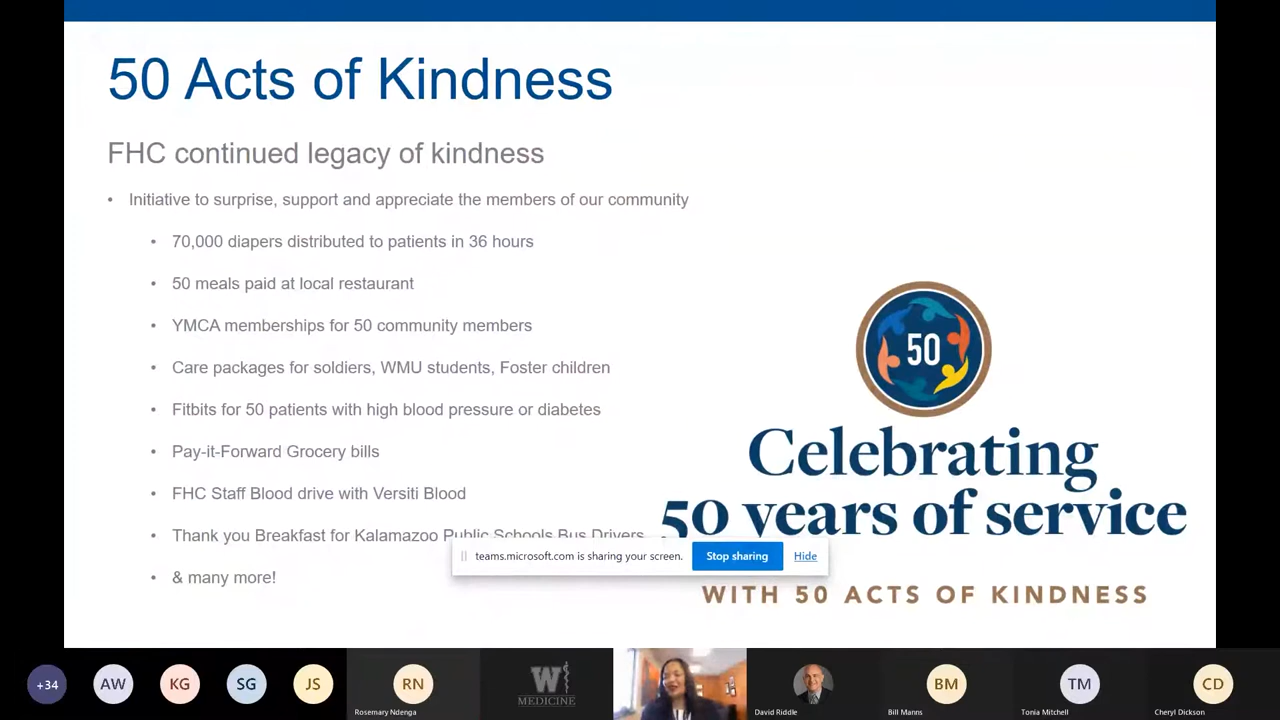 50 Acts of Kindness
FHC continued legacy of kindness
• Initiative to surprise, support and appreciate the members of our community
• 70,000 diapers distributed to patients in 36 hours
• 50 meals paid at local restaurant
• YMCA memberships for 50 community members
• Care packages for soldiers, WMU students, Foster children
• Fitbits for 50 patients with high blood pressure or diabetes
• Pay-it-Forward Grocery bills
• FHC Staff Blood drive with Versiti Blood
• Thank you Breakfast for Kalamazoo Public Schools Bus Drivers
• & many more!
50
Celebrating
50 years of service
WITH 50 ACTS OF KINDNESS
teams.microsoft.com is sharing your screen.
Stop sharing
Hide
+34
AW
KG
SG
JS
RN
Rosemary Ndenga
W
MEDICINE
David Riddle
BM
Bill Manns
TM
Tonia Mitchell
CD
Cheryl Dickson